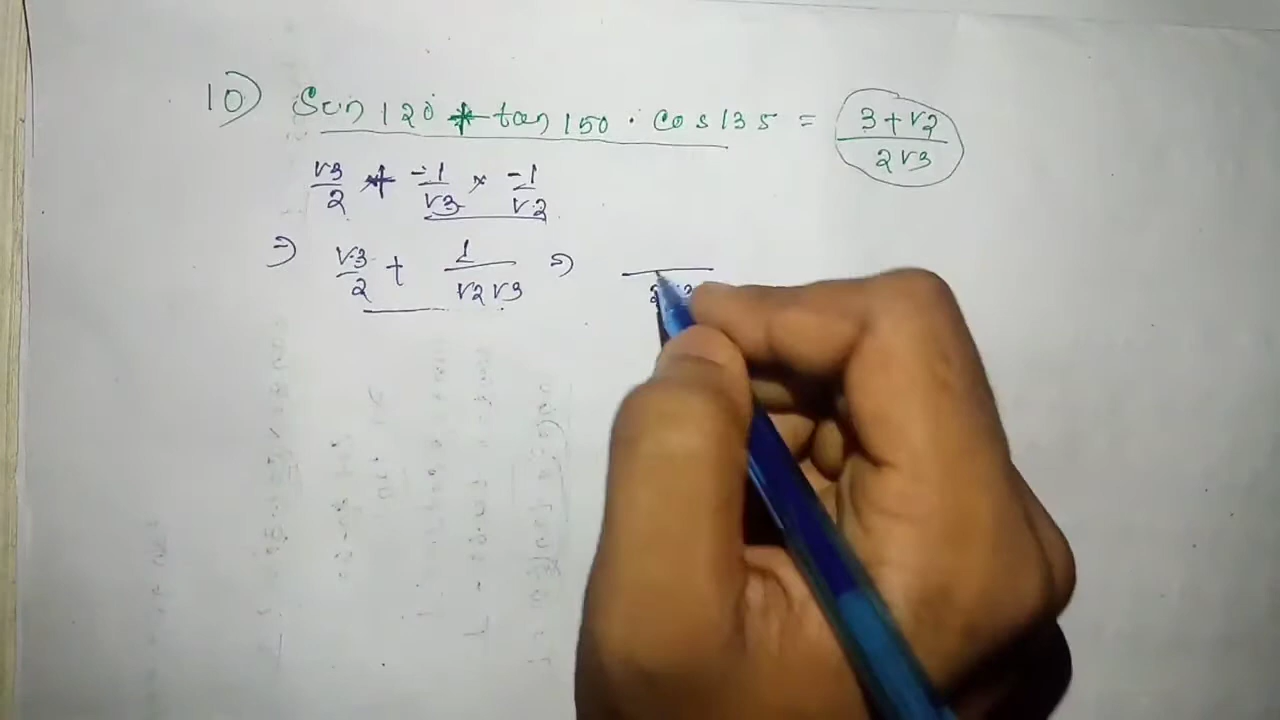 10) Sin 120 + tan 150 . cos 135 = 3+√2 / 2√3
√3/2 + -1/√3 × -1/√2
⇒ √3/2 + 1/√2√3 ⇒